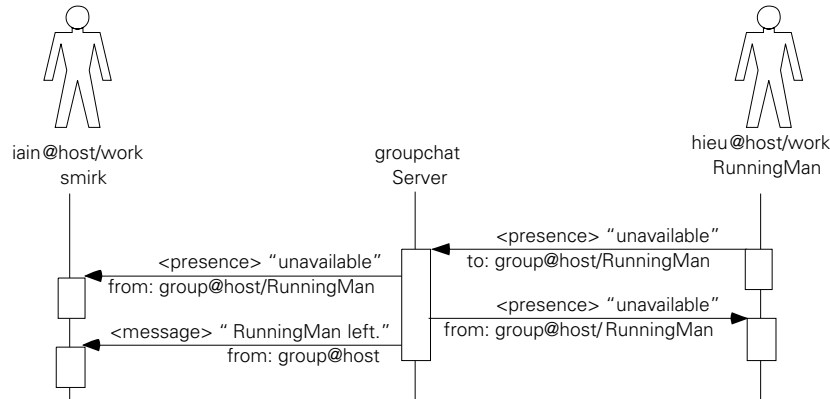 iain@host/work
smirk
groupchat
Server
hieu@host/work
RunningMan
<presence> “unavailable”
to: group@host/RunningMan
<presence> “unavailable”
from: group@host/RunningMan
<presence> “unavailable”
from: group@host/RunningMan
<message> “ RunningMan left.”
from: group@host